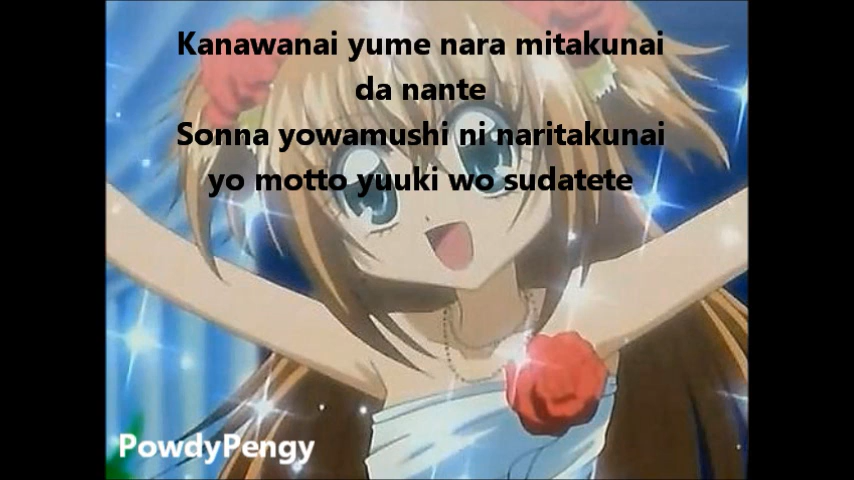 Kanawanai yume nara mitakunai
da nante
Sonna yowamushi ni naritakunai
yo motto yuuki wo sudatete
PowdyPengy